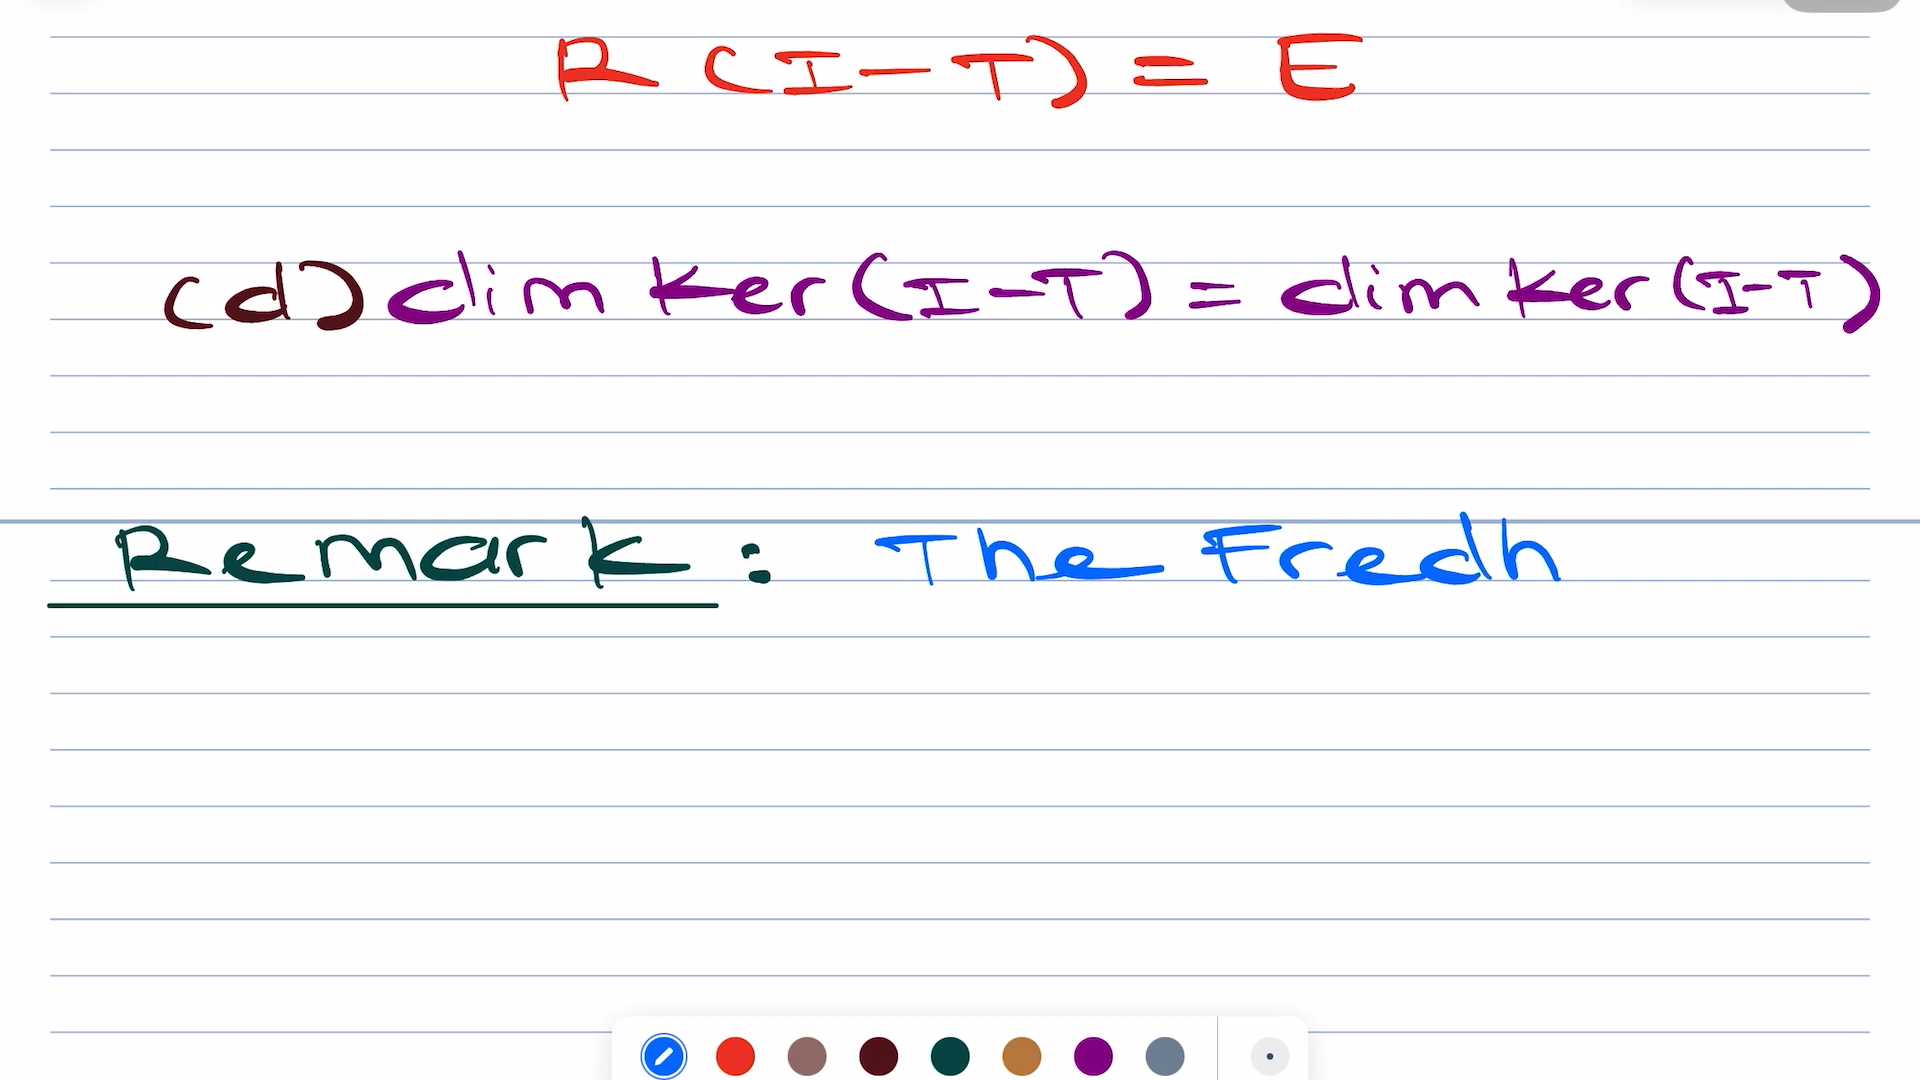 R (I-T) = E
(d) dim ker(I-T) = dim ker(I-T)
Remark : The Fredh